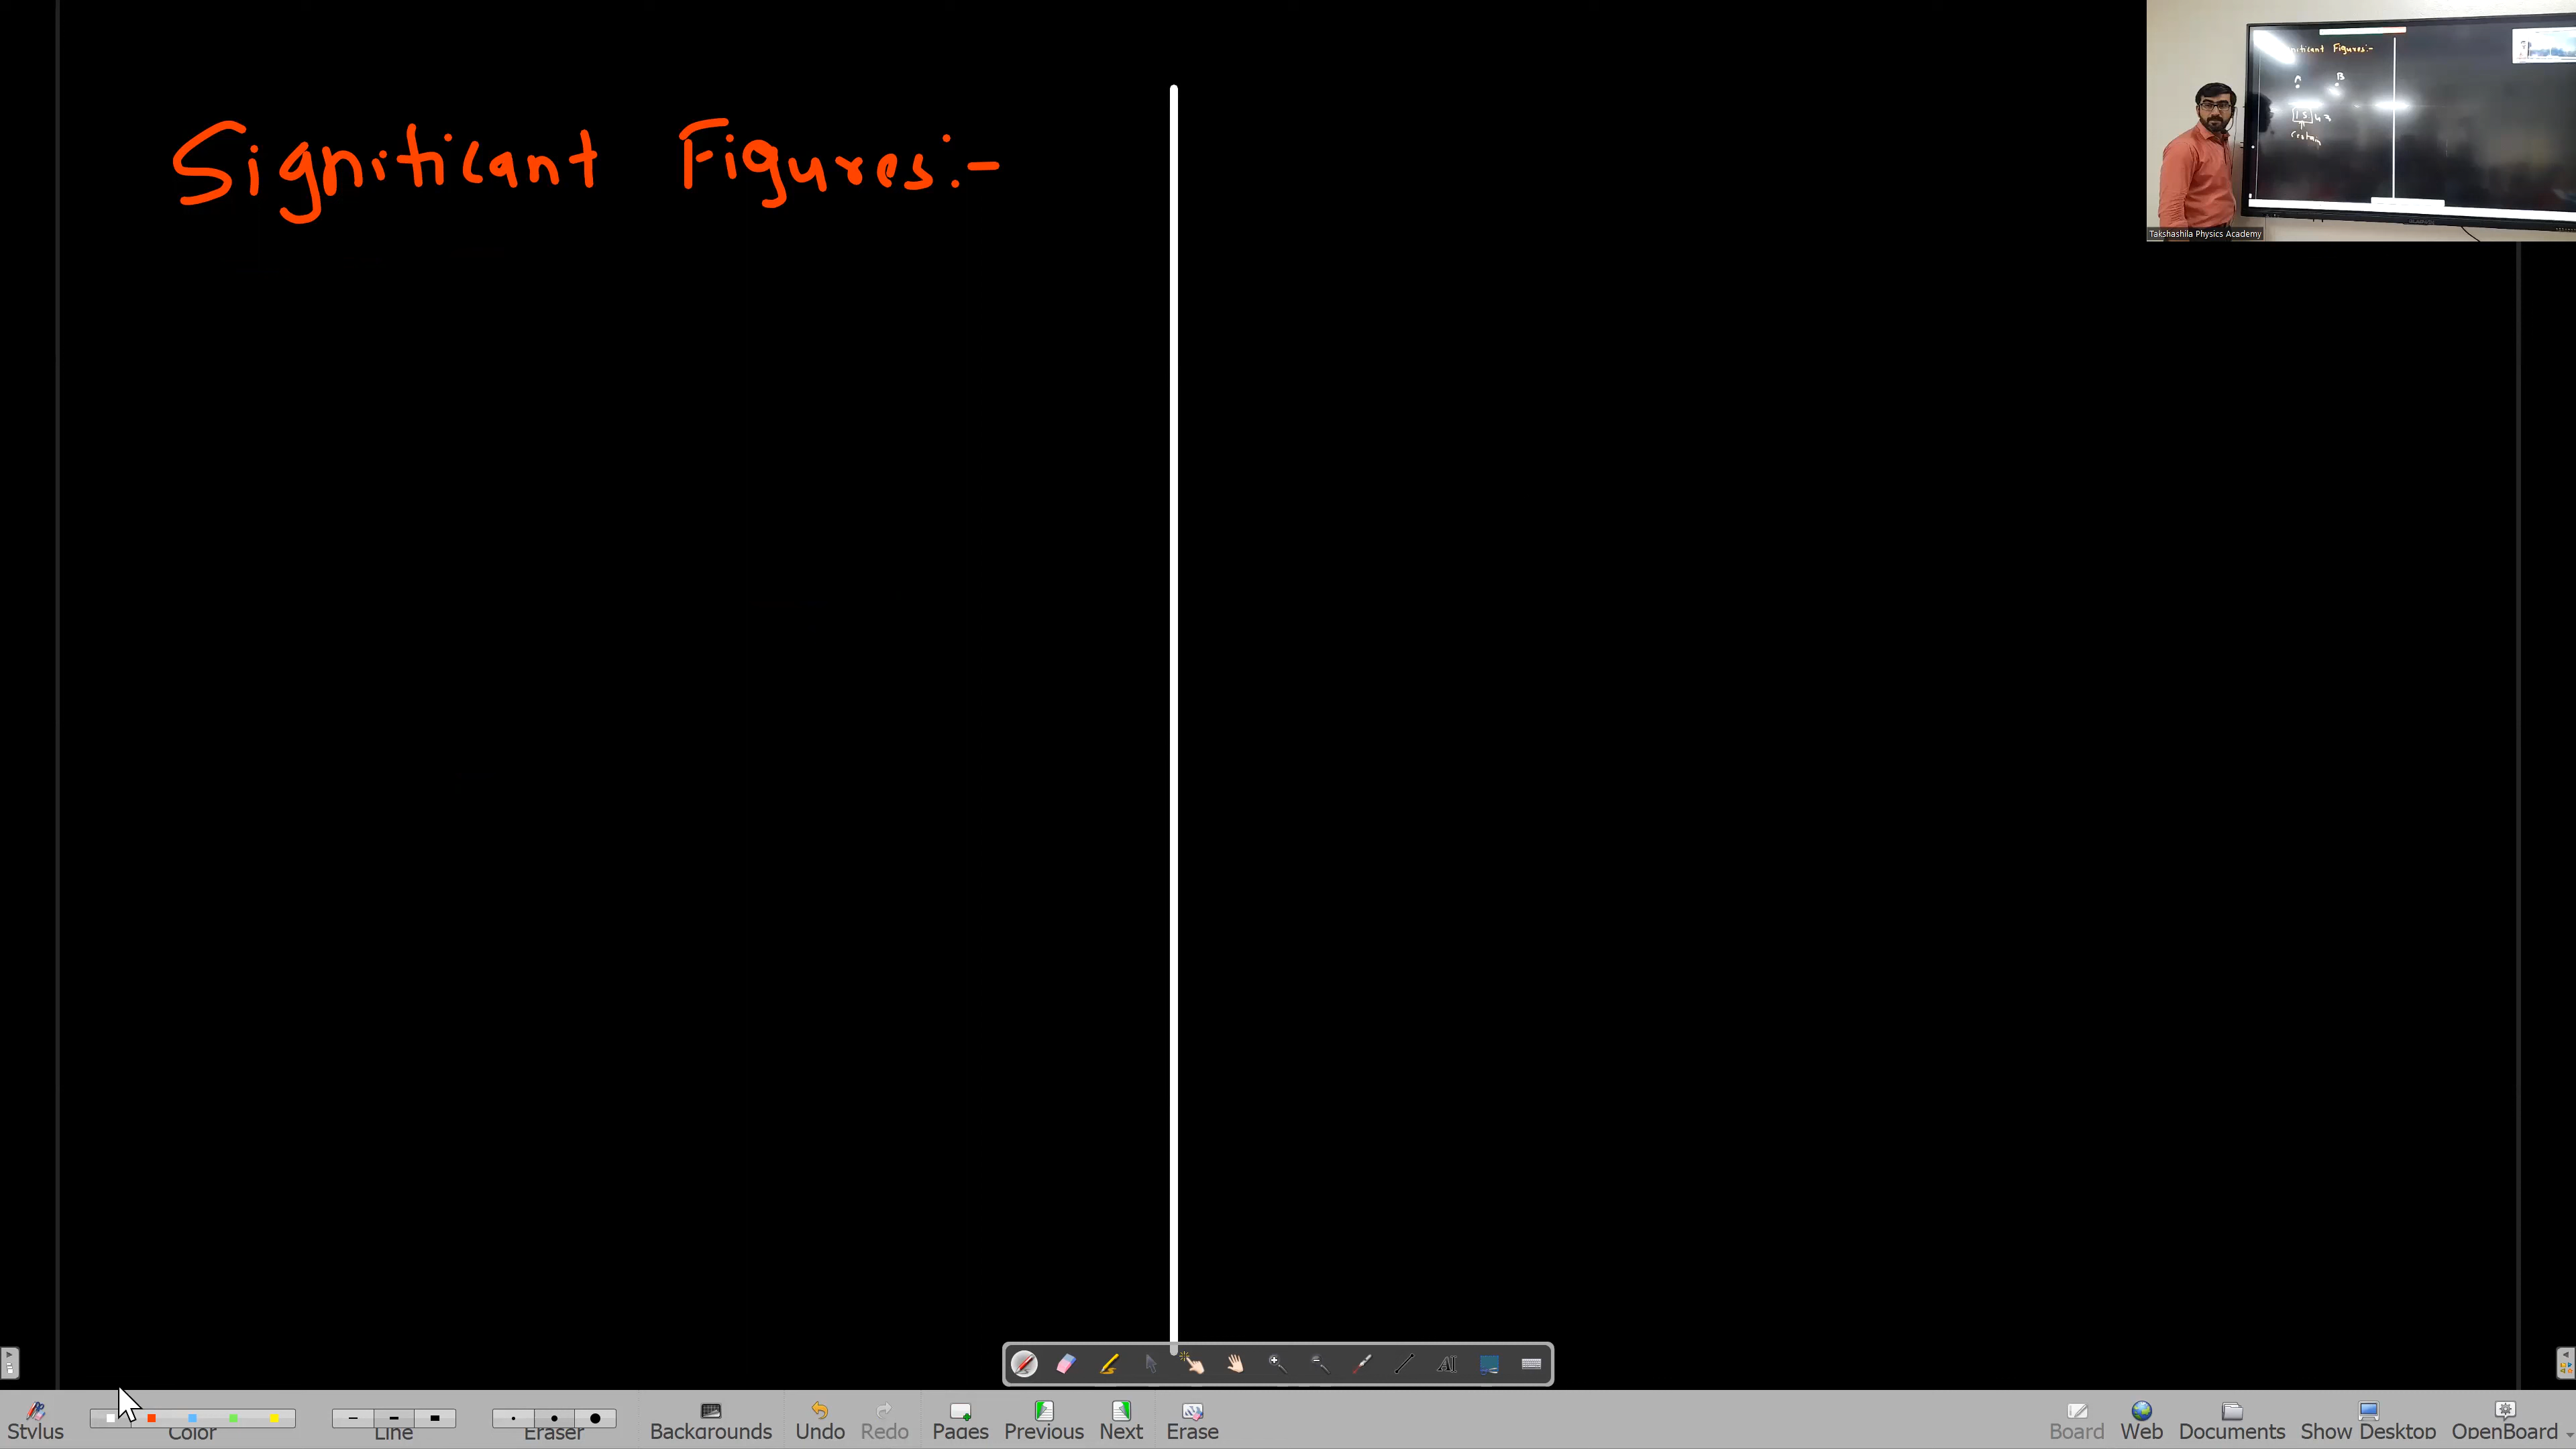 Significant Figures:-
Figures:-
A B
Takshashila Physics Academy
Stylus Color Line Eraser Backgrounds Undo Redo Pages Previous Next Erase Board Web Documents Show Desktop OpenBoard